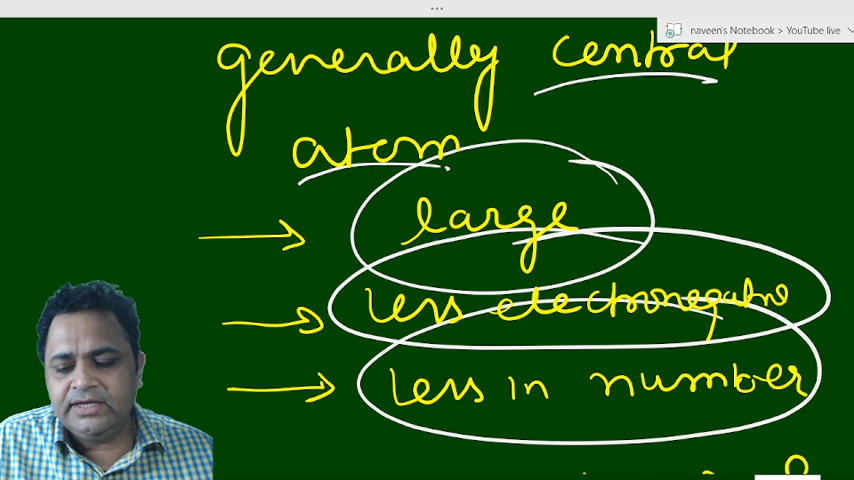 naveen's Notebook > YouTube live
generally central
atom
→ large
→ less electronegative
→ less in number